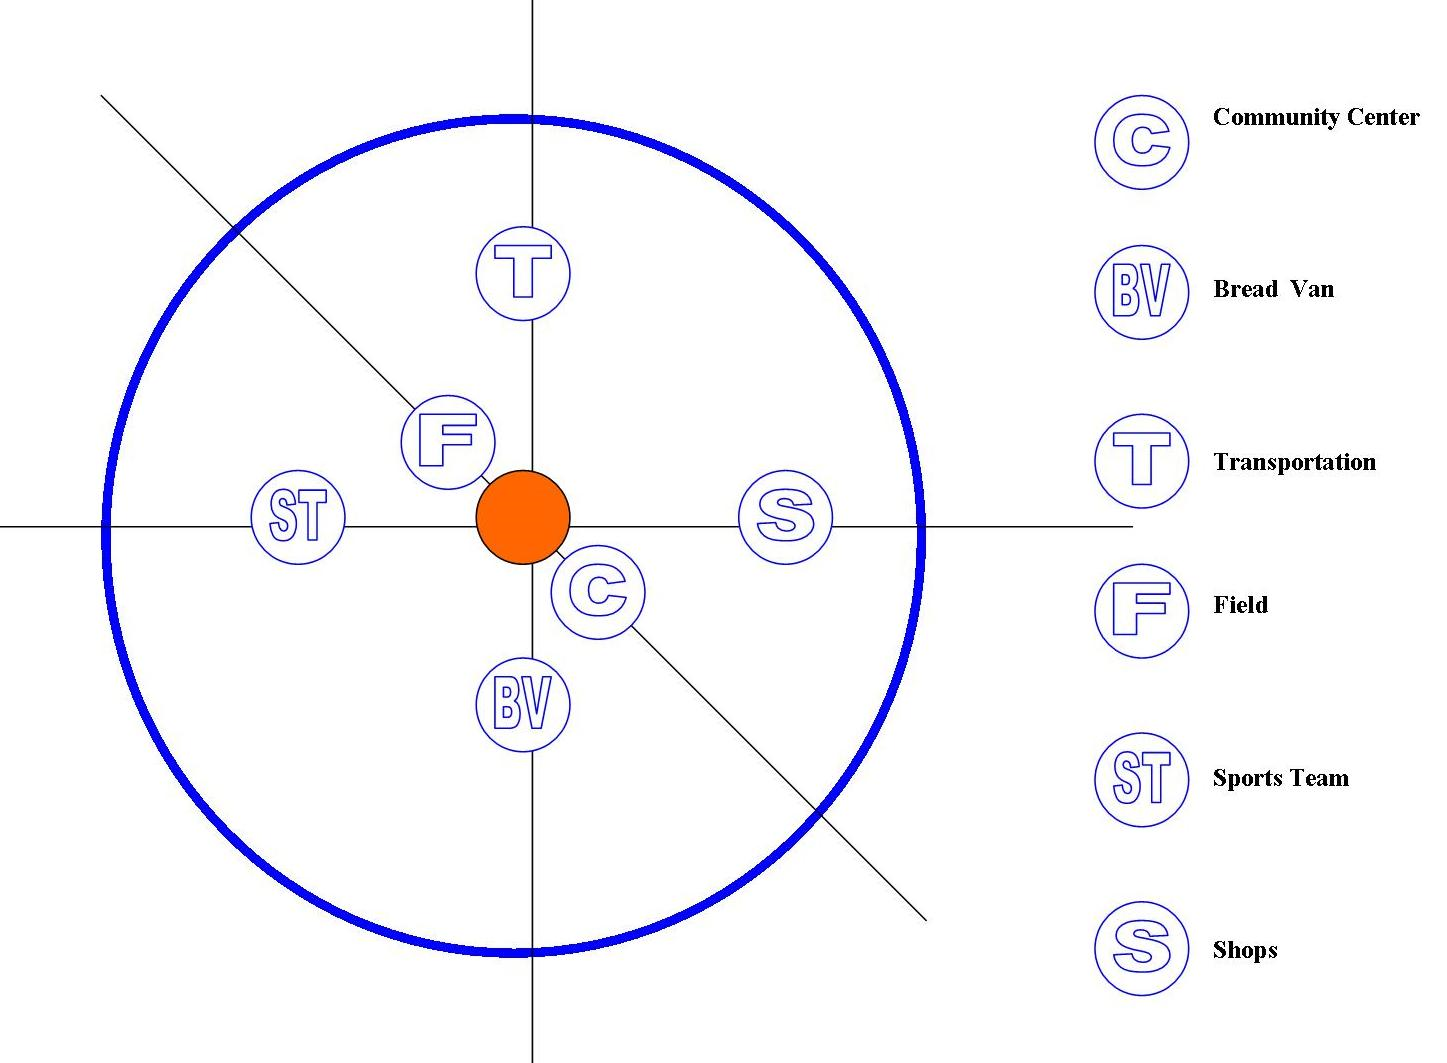 T
F
ST
S
C
BV
C Community Center
BV Bread Van
T Transportation
F Field
ST Sports Team
S Shops